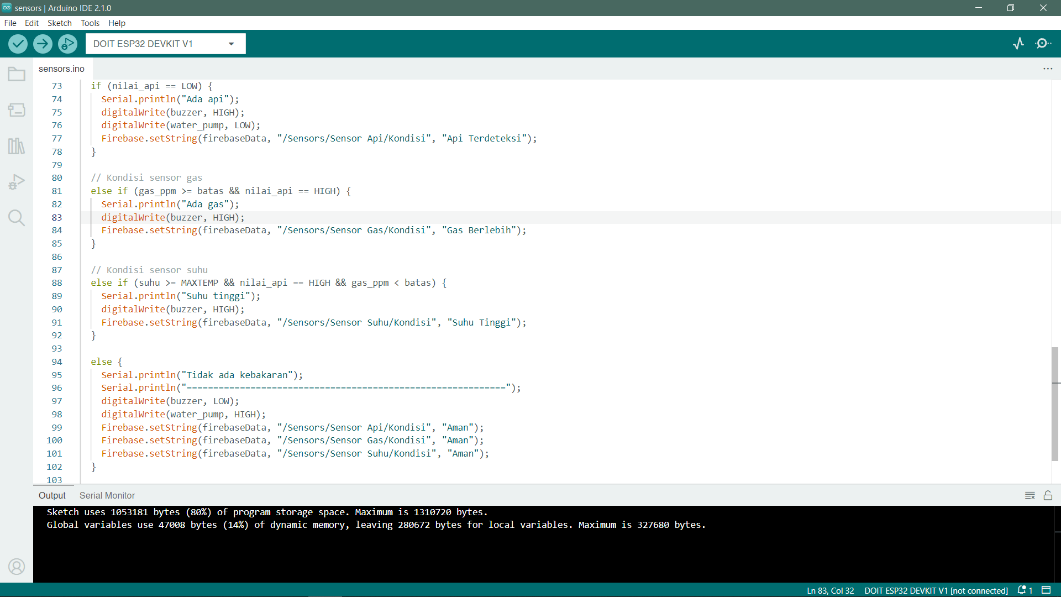 sensors | Arduino IDE 2.1.0
File Edit Sketch Tools Help
DOIT ESP32 DEVKIT V1
sensors.ino
73 if (nilai_api == LOW) {
74 Serial.println("Ada api");
75 digitalWrite(buzzer, HIGH);
76 digitalWrite(water_pump, LOW);
77 Firebase.setString(firebaseData, "/Sensors/Sensor Api/Kondisi", "Api Terdeteksi");
78 }
79
80 // Kondisi sensor gas
81 else if (gas_ppm >= batas && nilai_api == HIGH) {
82 Serial.println("Ada gas");
83 digitalWrite(buzzer, HIGH);
84 Firebase.setString(firebaseData, "/Sensors/Sensor Gas/Kondisi", "Gas Berlebih");
85 }
86
87 // Kondisi sensor suhu
88 else if (suhu >= MAXTEMP && nilai_api == HIGH && gas_ppm < batas) {
89 Serial.println("Suhu tinggi");
90 digitalWrite(buzzer, HIGH);
91 Firebase.setString(firebaseData, "/Sensors/Sensor Suhu/Kondisi", "Suhu Tinggi");
92 }
93
94 else {
95 Serial.println("Tidak ada kebakaran");
96 Serial.println("------------------------------------------------------------");
97 digitalWrite(buzzer, LOW);
98 digitalWrite(water_pump, HIGH);
99 Firebase.setString(firebaseData, "/Sensors/Sensor Api/Kondisi", "Aman");
100 Firebase.setString(firebaseData, "/Sensors/Sensor Gas/Kondisi", "Aman");
101 Firebase.setString(firebaseData, "/Sensors/Sensor Suhu/Kondisi", "Aman");
102 }
103
Output Serial Monitor
Sketch uses 1053181 bytes (80%) of program storage space. Maximum is 1310720 bytes.
Global variables use 47008 bytes (14%) of dynamic memory, leaving 280672 bytes for local variables. Maximum is 327680 bytes.
Ln 83, Col 32 DOIT ESP32 DEVKIT V1 [not connected] 1